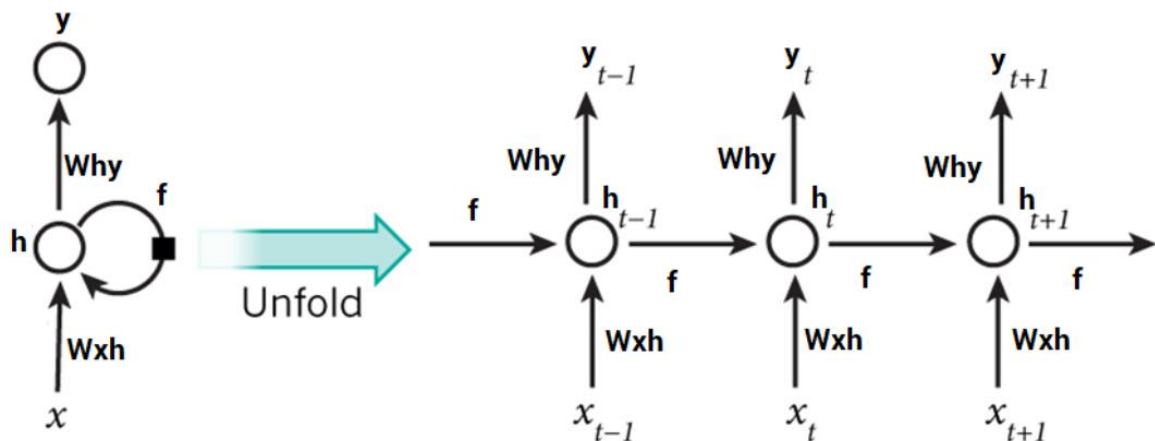 y
Why
f
h
Wxh
x
Unfold
y t−1
y t
y t+1
Why
Why
Why
f
h t−1
h t
h t+1
f
f
f
Wxh
Wxh
Wxh
x t−1
x t
x t+1